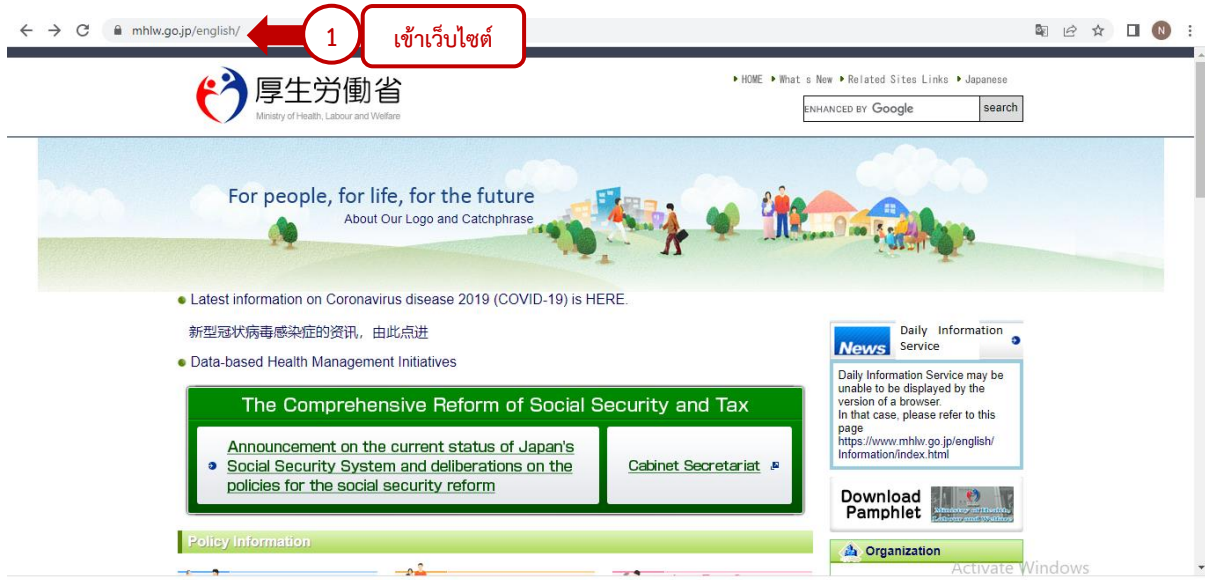 mhlw.go.jp/english/
1
เข้าเว็บไซต์
N
厚生労働省
Ministry of Health, Labour and Welfare
HOME What s New Related Sites Links Japanese
ENHANCED BY Google search
For people, for life, for the future
About Our Logo and Catchphrase
Latest information on Coronavirus disease 2019 (COVID-19) is HERE.
新型冠状病毒感染症的资讯，由此点进
Data-based Health Management Initiatives
The Comprehensive Reform of Social Security and Tax
Announcement on the current status of Japan's
Social Security System and deliberations on the
policies for the social security reform
Cabinet Secretariat
Policy Information
News Daily Information
Service
Daily Information Service may be
unable to be displayed by the
version of a browser.
In that case, please refer to this
page
https://www.mhlw.go.jp/english/
Information/index.html
Download
Pamphlet
Ministry of Health,
Labour and Welfare
Organization
Activate Windows